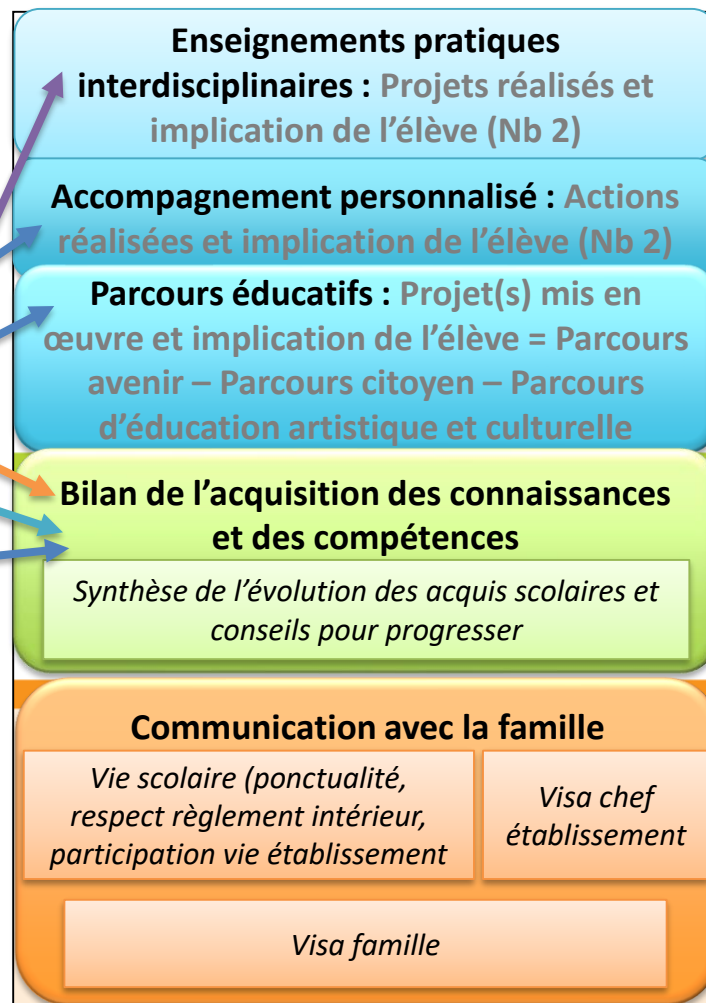 Enseignements pratiques
interdisciplinaires : Projets réalisés et
implication de l’élève (Nb 2)
Accompagnement personnalisé : Actions
réalisées et implication de l’élève (Nb 2)
Parcours éducatifs : Projet(s) mis en
œuvre et implication de l’élève = Parcours
avenir – Parcours citoyen – Parcours
d’éducation artistique et culturelle
Bilan de l’acquisition des connaissances
et des compétences
Synthèse de l’évolution des acquis scolaires et
conseils pour progresser
Communication avec la famille
Vie scolaire (ponctualité,
respect règlement intérieur,
participation vie établissement
Visa chef
établissement
Visa famille